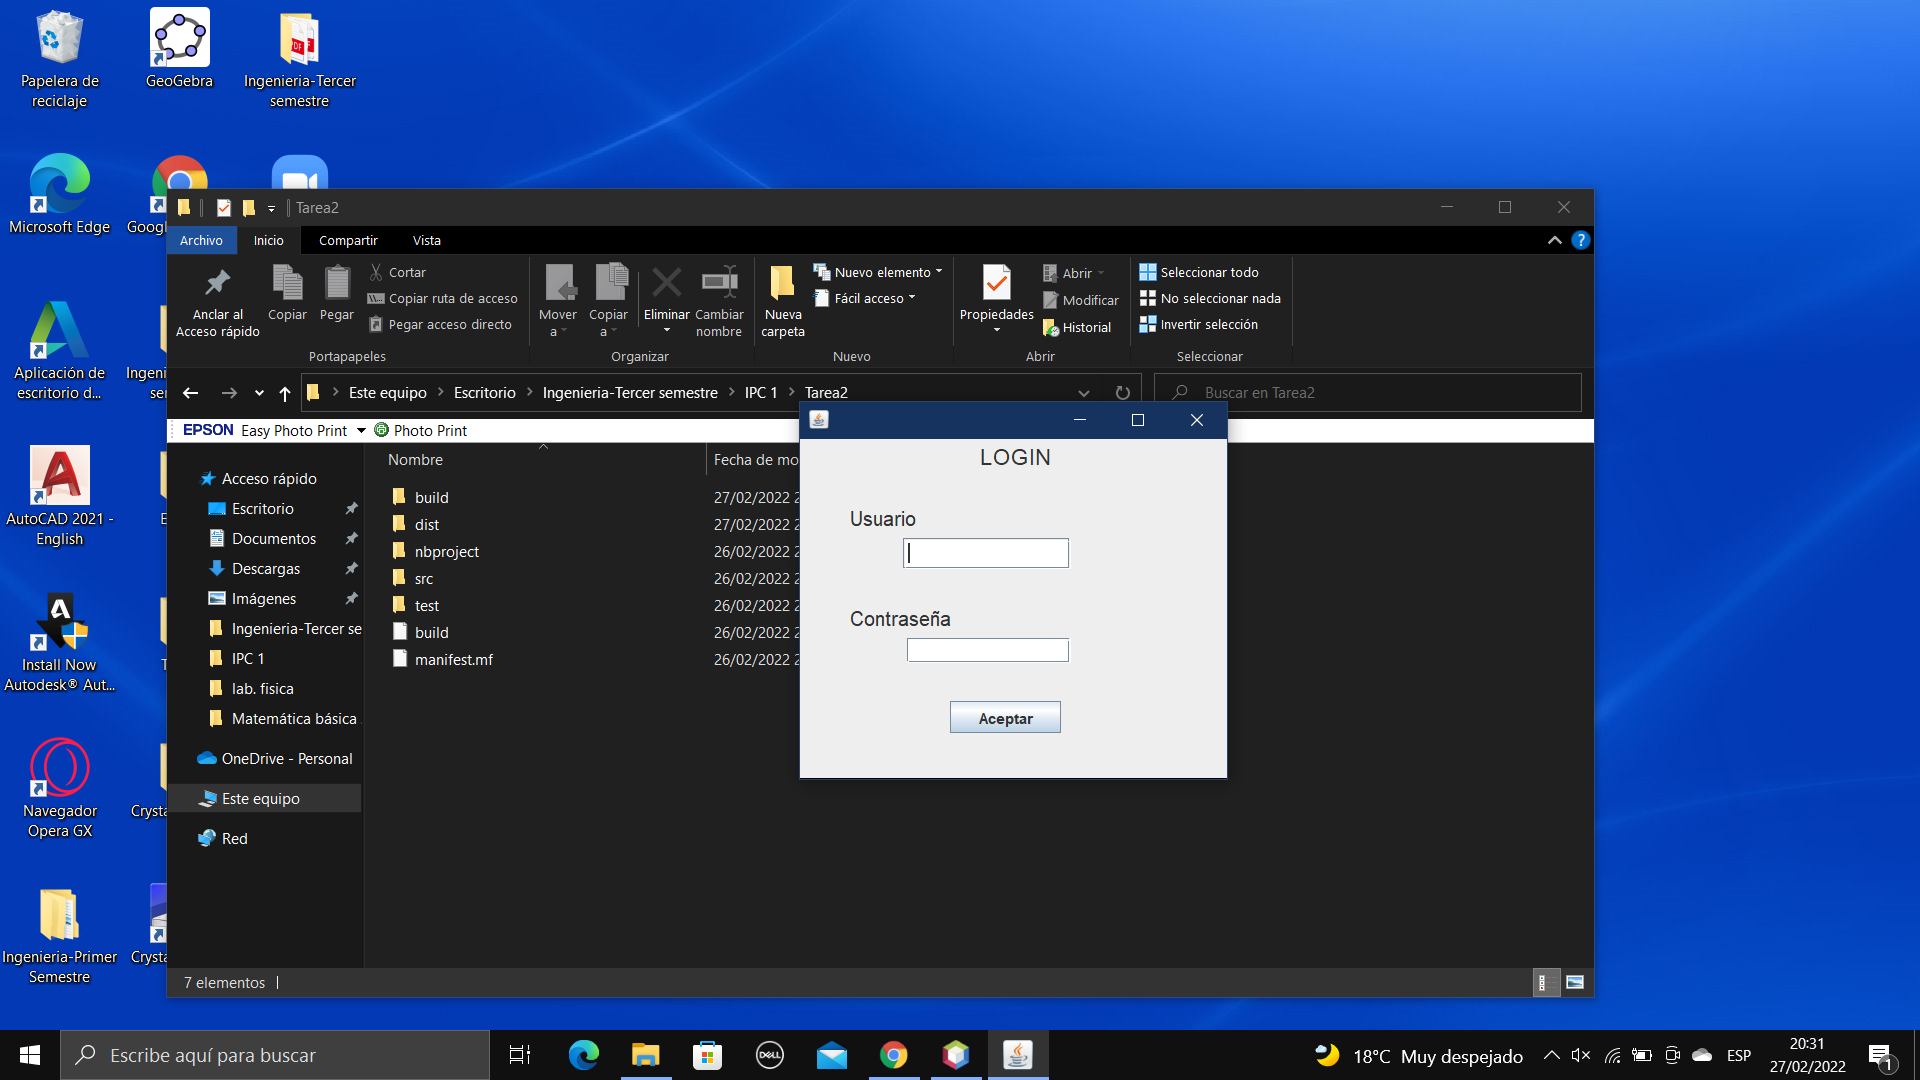 Papelera de
reciclaje
GeoGebra
Ingenieria-Tercer
semestre
Microsoft Edge
Aplicación de
escritorio d...
AutoCAD 2021 -
English
Install Now
Autodesk® Aut...
Navegador
Opera GX
Ingenieria-Primer
Semestre
Tarea2
Archivo
Inicio
Compartir
Vista
Anclar al
Acceso rápido
Copiar
Pegar
Cortar
Copiar ruta de acceso
Pegar acceso directo
Portapapeles
Mover
a
Copiar
a
Eliminar
Cambiar
nombre
Organizar
Nueva
carpeta
Nuevo elemento
Fácil acceso
Nuevo
Propiedades
Abrir
Modificar
Historial
Abrir
Seleccionar todo
No seleccionar nada
Invertir selección
Seleccionar
Este equipo > Escritorio > Ingenieria-Tercer semestre > IPC 1 > Tarea2
Buscar en Tarea2
EPSON Easy Photo Print Photo Print
Acceso rápido
Escritorio
Documentos
Descargas
Imágenes
Ingenieria-Tercer se
IPC 1
lab. fisica
Matemática básica
OneDrive - Personal
Este equipo
Red
Nombre Fecha de mo
build 27/02/2022 2
dist 27/02/2022 2
nbproject 26/02/2022 2
src 26/02/2022 2
test 26/02/2022 2
build 26/02/2022 2
manifest.mf 26/02/2022 2
7 elementos
LOGIN
Usuario
Contraseña
Aceptar
Escribe aquí para buscar
DELL
18°C Muy despejado
ESP
20:31
27/02/2022
1